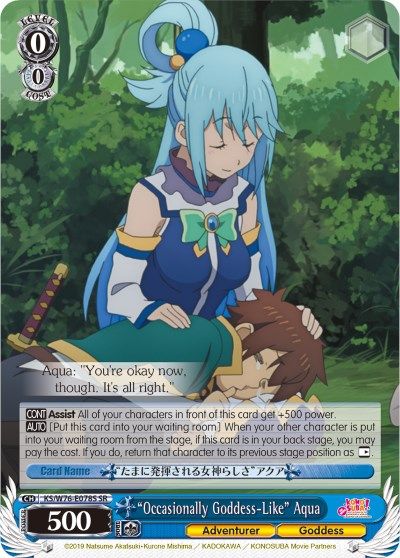 LEVEL
0
0
COST
Aqua: "You're okay now,
though. It's all right."
CONT Assist All of your characters in front of this card get +500 power.
AUTO [Put this card into your waiting room] When your other character is put
into your waiting room from the stage, if this card is in your back stage, you may
pay the cost. If you do, return that character to its previous stage position as
Card Name "たまに発揮される女神らしさ"アクア
CH KS/W76-E078S SR
POWER 500
"Occasionally Goddess-Like" Aqua
Adventurer Goddess
©2019 Natsume Akatsuki・Kurone Mishima / KADOKAWA / KONOSUBA Movie Partners